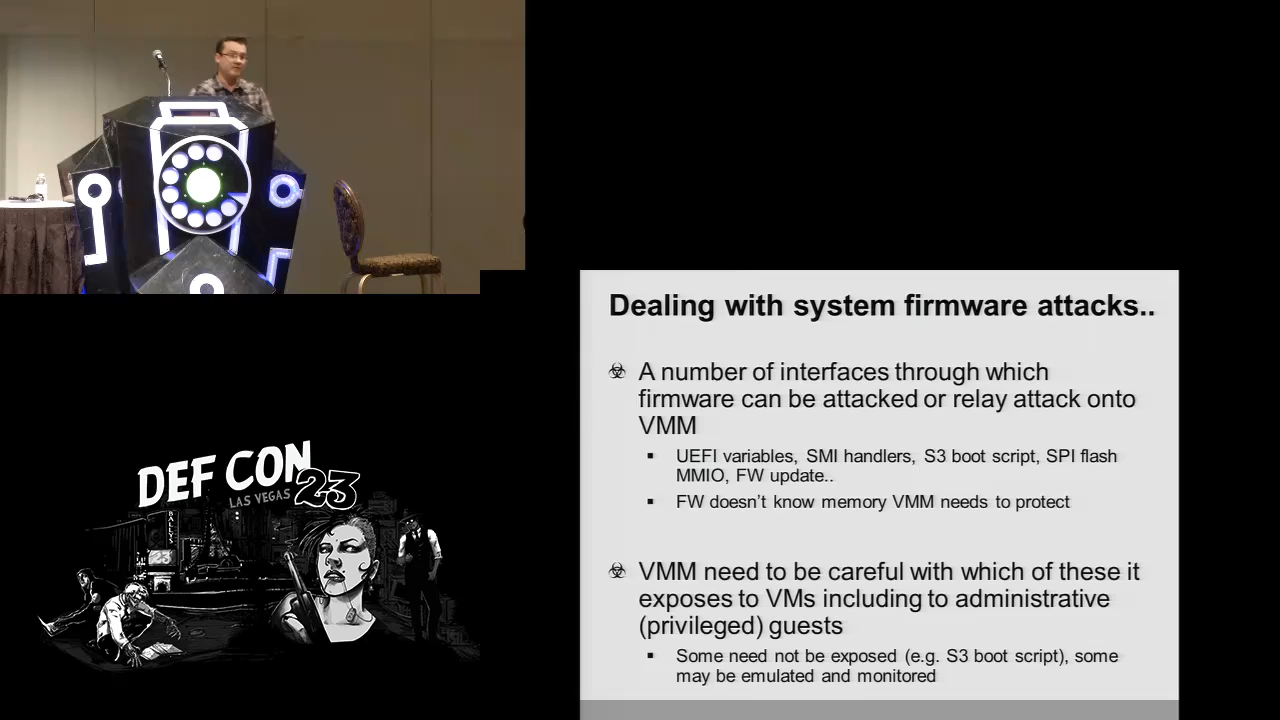 Dealing with system firmware attacks..
A number of interfaces through which
firmware can be attacked or relay attack onto
VMM
UEFI variables, SMI handlers, S3 boot script, SPI flash
MMIO, FW update..
FW doesn't know memory VMM needs to protect
VMM need to be careful with which of these it
exposes to VMs including to administrative
(privileged) guests
Some need not be exposed (e.g. S3 boot script), some
may be emulated and monitored
DEF CON
LAS VEGAS 23
BALLY'S
23